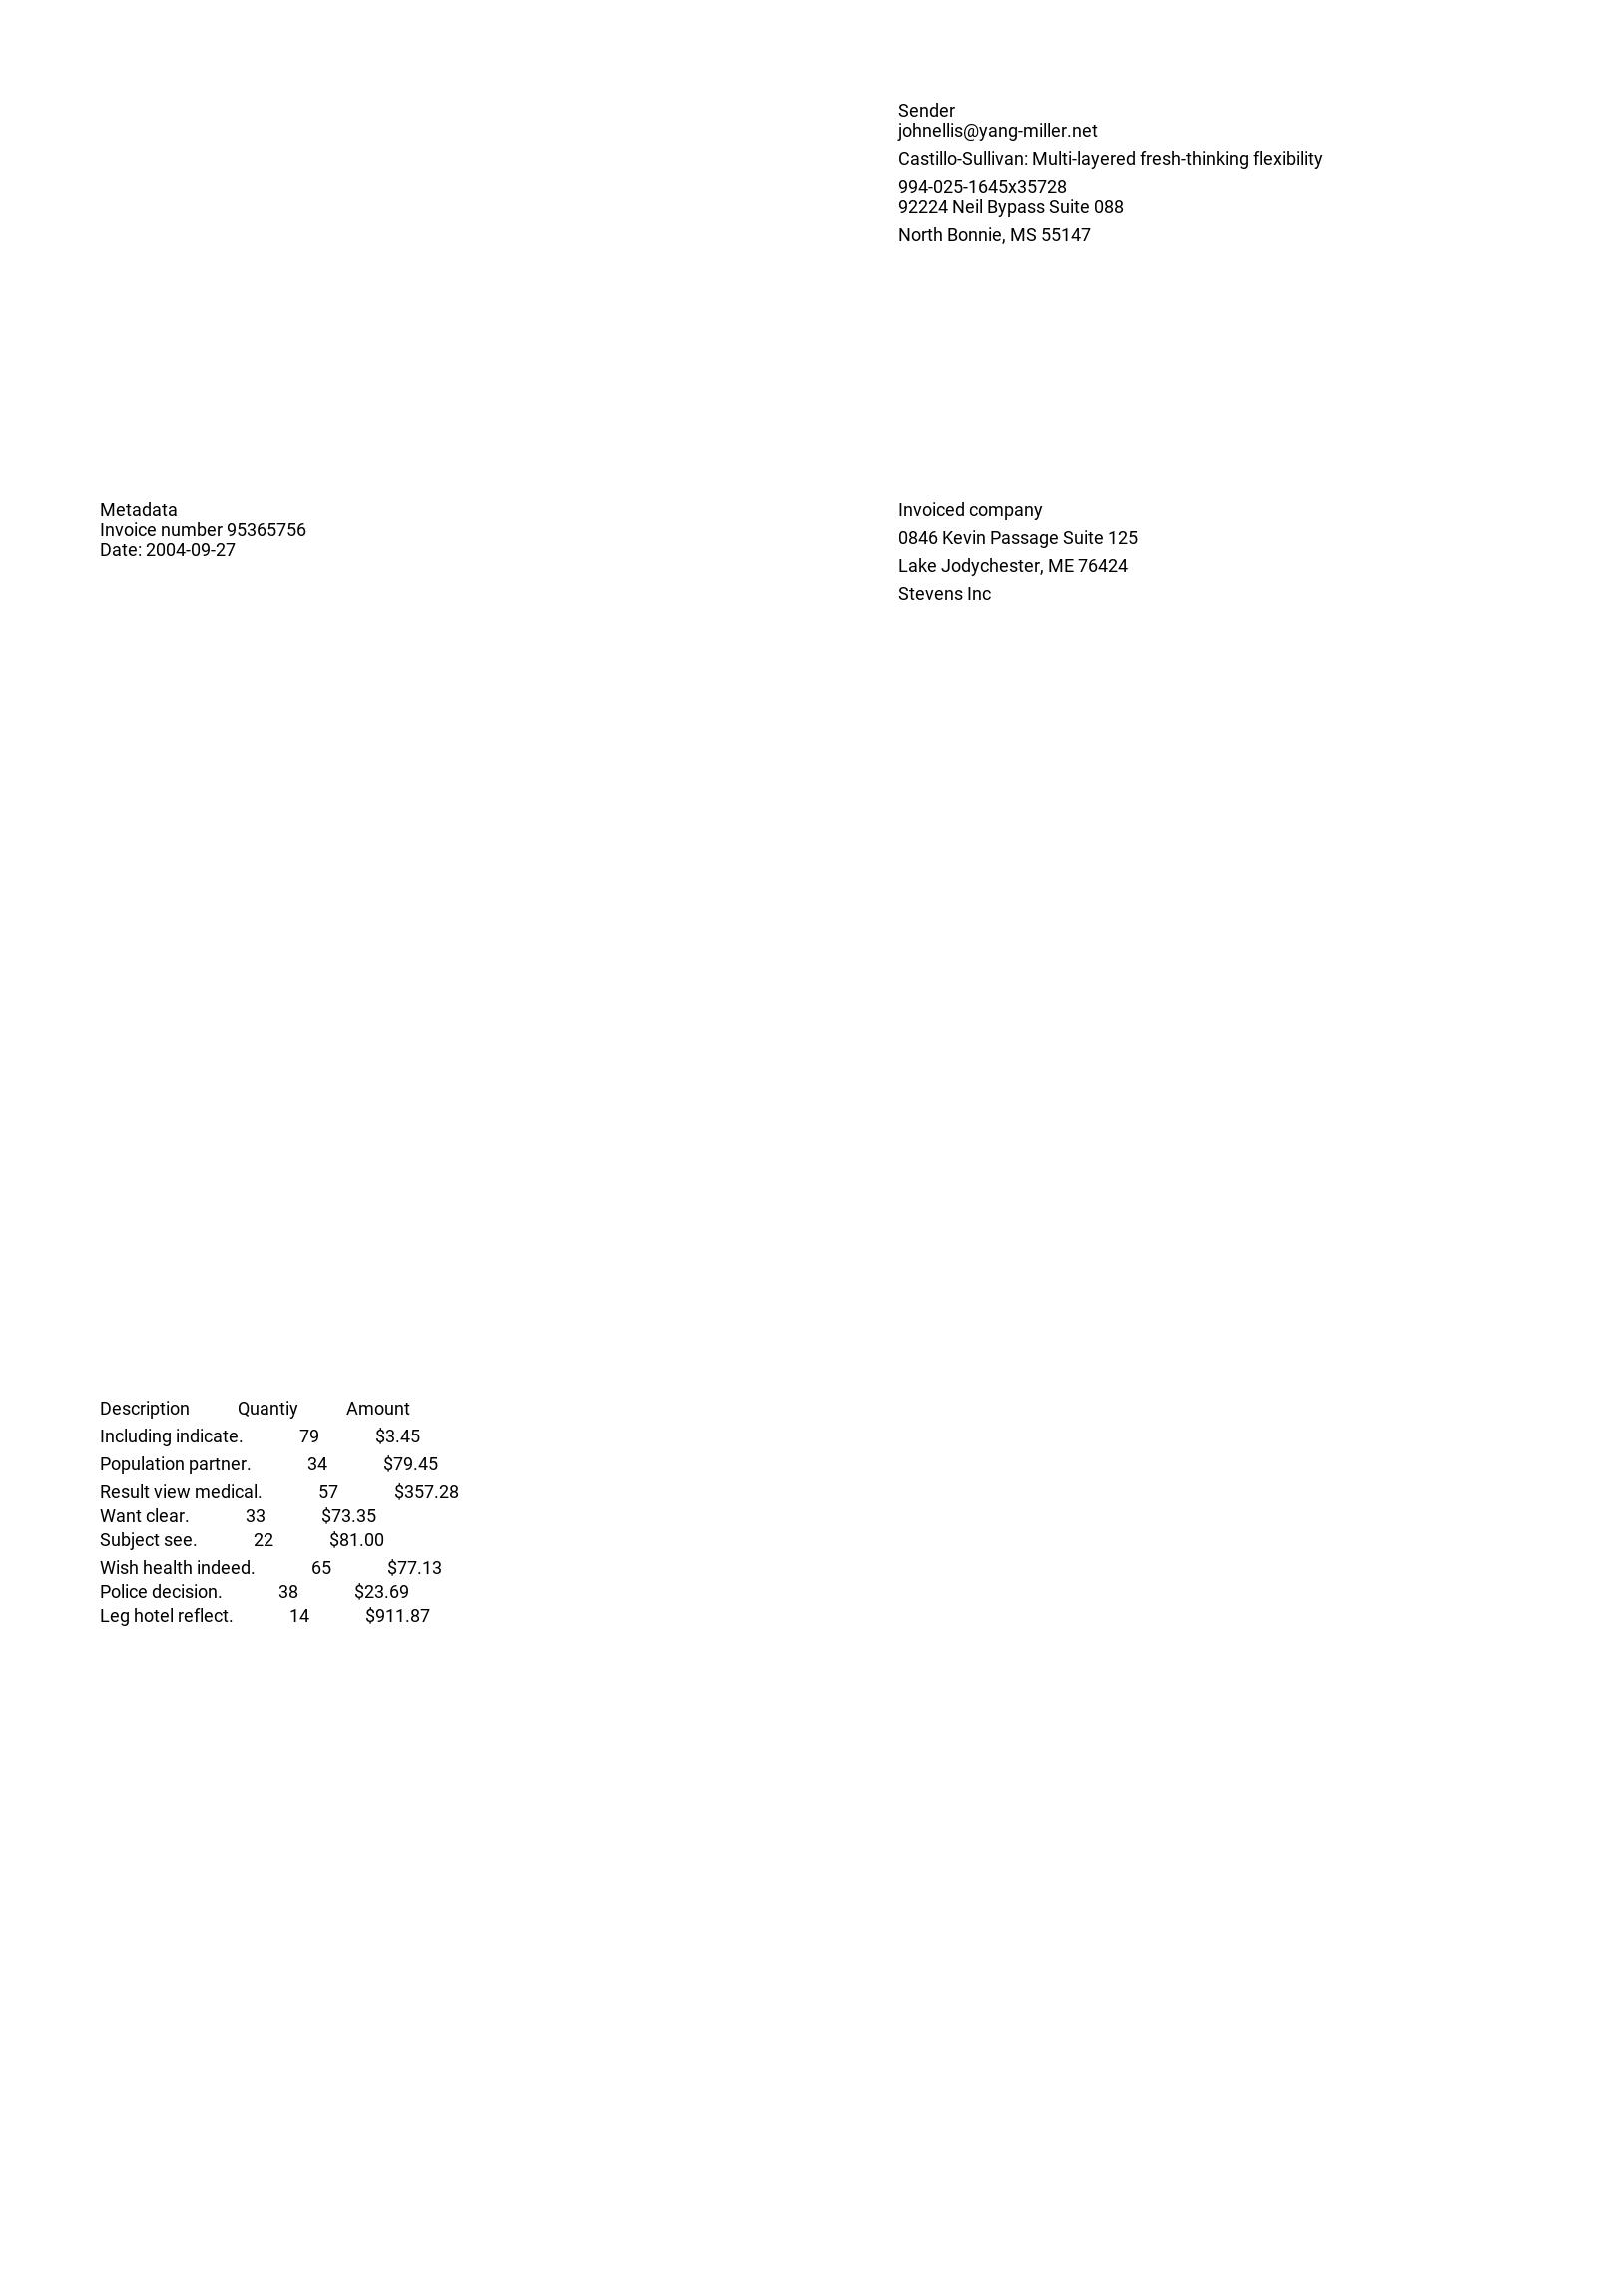 Sender
johnellis@yang-miller.net
Castillo-Sullivan: Multi-layered fresh-thinking flexibility
994-025-1645x35728
92224 Neil Bypass Suite 088
North Bonnie, MS 55147
Metadata
Invoice number 95365756
Date: 2004-09-27
Invoiced company
0846 Kevin Passage Suite 125
Lake Jodychester, ME 76424
Stevens Inc
Description Quantiy Amount
Including indicate. 79 $3.45
Population partner. 34 $79.45
Result view medical. 57 $357.28
Want clear. 33 $73.35
Subject see. 22 $81.00
Wish health indeed. 65 $77.13
Police decision. 38 $23.69
Leg hotel reflect. 14 $911.87